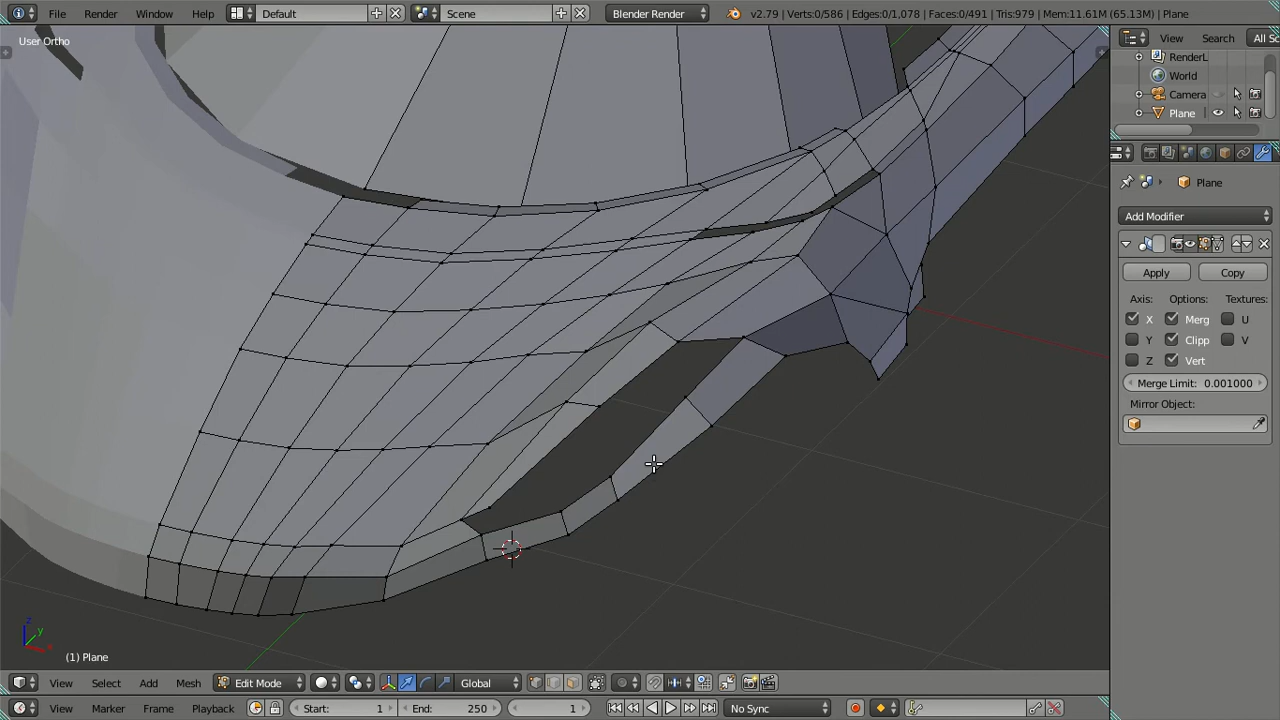 File Render Window Help Default Scene Blender Render v2.79 | Verts:0/586 | Edges:0/1,078 | Faces:0/491 | Tris:979 | Mem:11.61M (65.13M) | Plane
User Ortho
View Search All Sc
RenderL
World
Camera
Plane
Plane
Add Modifier
Apply Copy
Axis: Options: Textures:
X Merg U
Y Clipp V
Z Vert
Merge Limit: 0.001000
Mirror Object:
z
y
x
(1) Plane
View Select Add Mesh Edit Mode Global
View Marker Frame Playback Start: 1 End: 250 1 No Sync